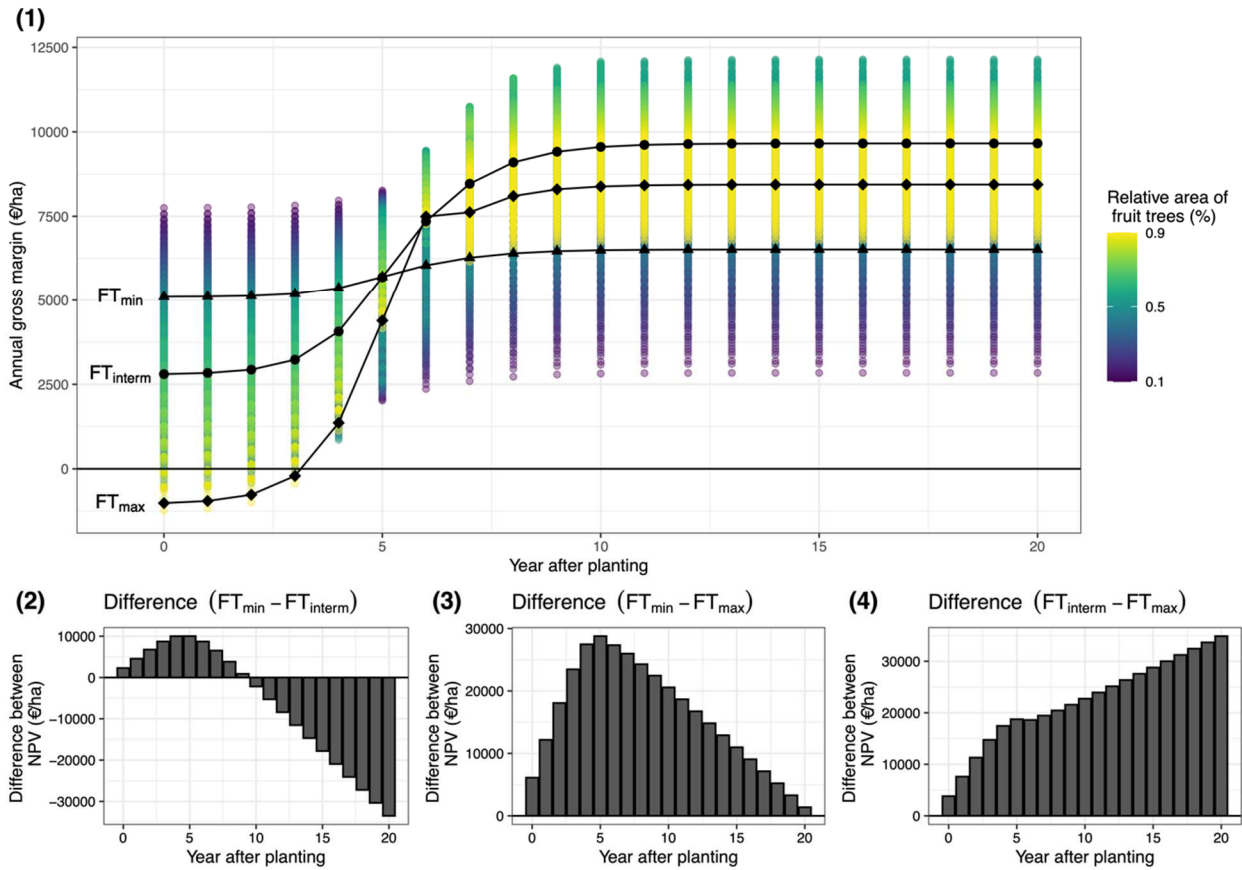 (1)
12500
10000
7500
5000
2500
0
Annual gross margin (€/ha)
FTmin
FTinterm
FTmax
0 5 10 15 20
Year after planting
Relative area of
fruit trees (%)
0.9
0.5
0.1
(2) Difference (FTmin − FTinterm)
10000
0
−10000
−20000
−30000
Difference between
NPV (€/ha)
0 5 10 15 20
Year after planting
(3) Difference (FTmin − FTmax)
30000
20000
10000
0
Difference between
NPV (€/ha)
0 5 10 15 20
Year after planting
(4) Difference (FTinterm − FTmax)
30000
20000
10000
0
Difference between
NPV (€/ha)
0 5 10 15 20
Year after planting